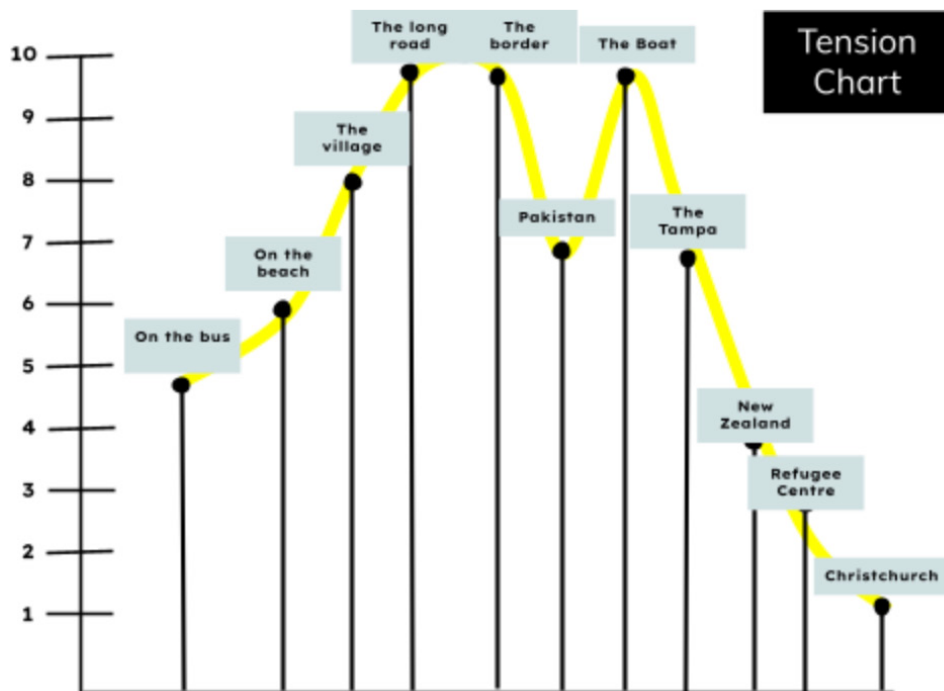 Tension
Chart
10
9
8
7
6
5
4
3
2
1
On the bus
On the
beach
The
village
The long
road
The
border
Pakistan
The Boat
The
Tampa
New
Zealand
Refugee
Centre
Christchurch